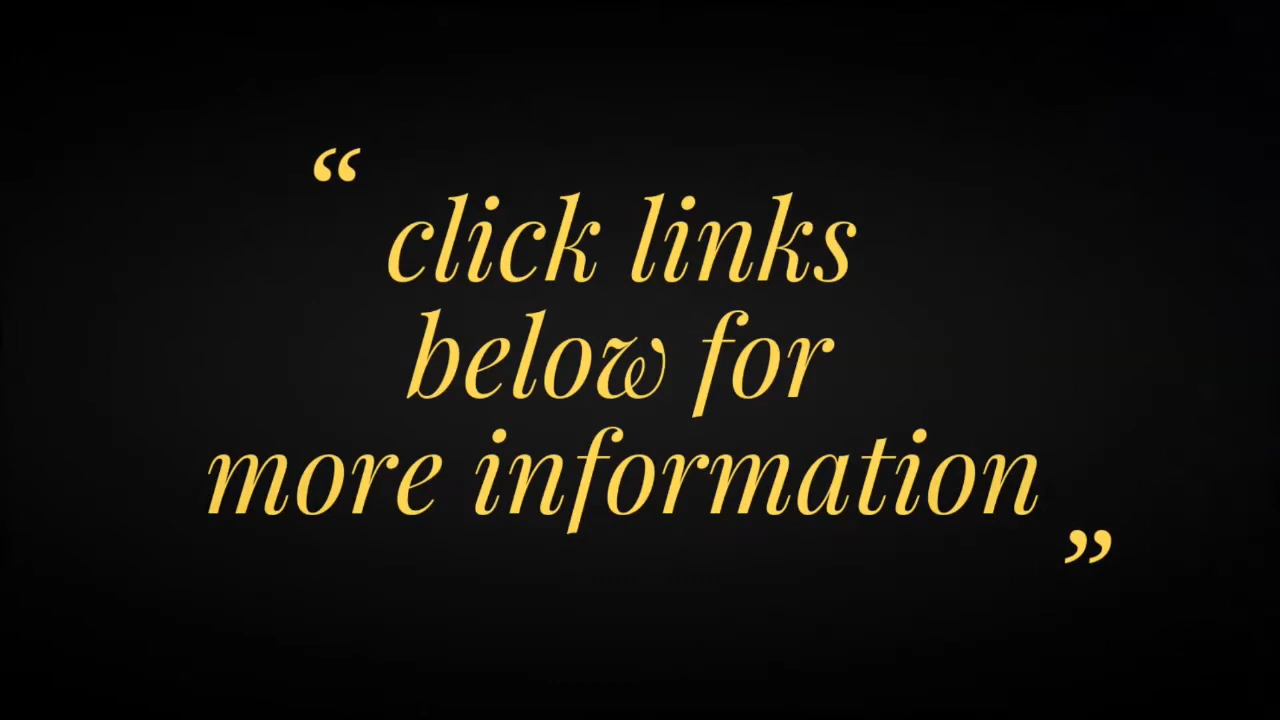 “ click links
below for
more information ”